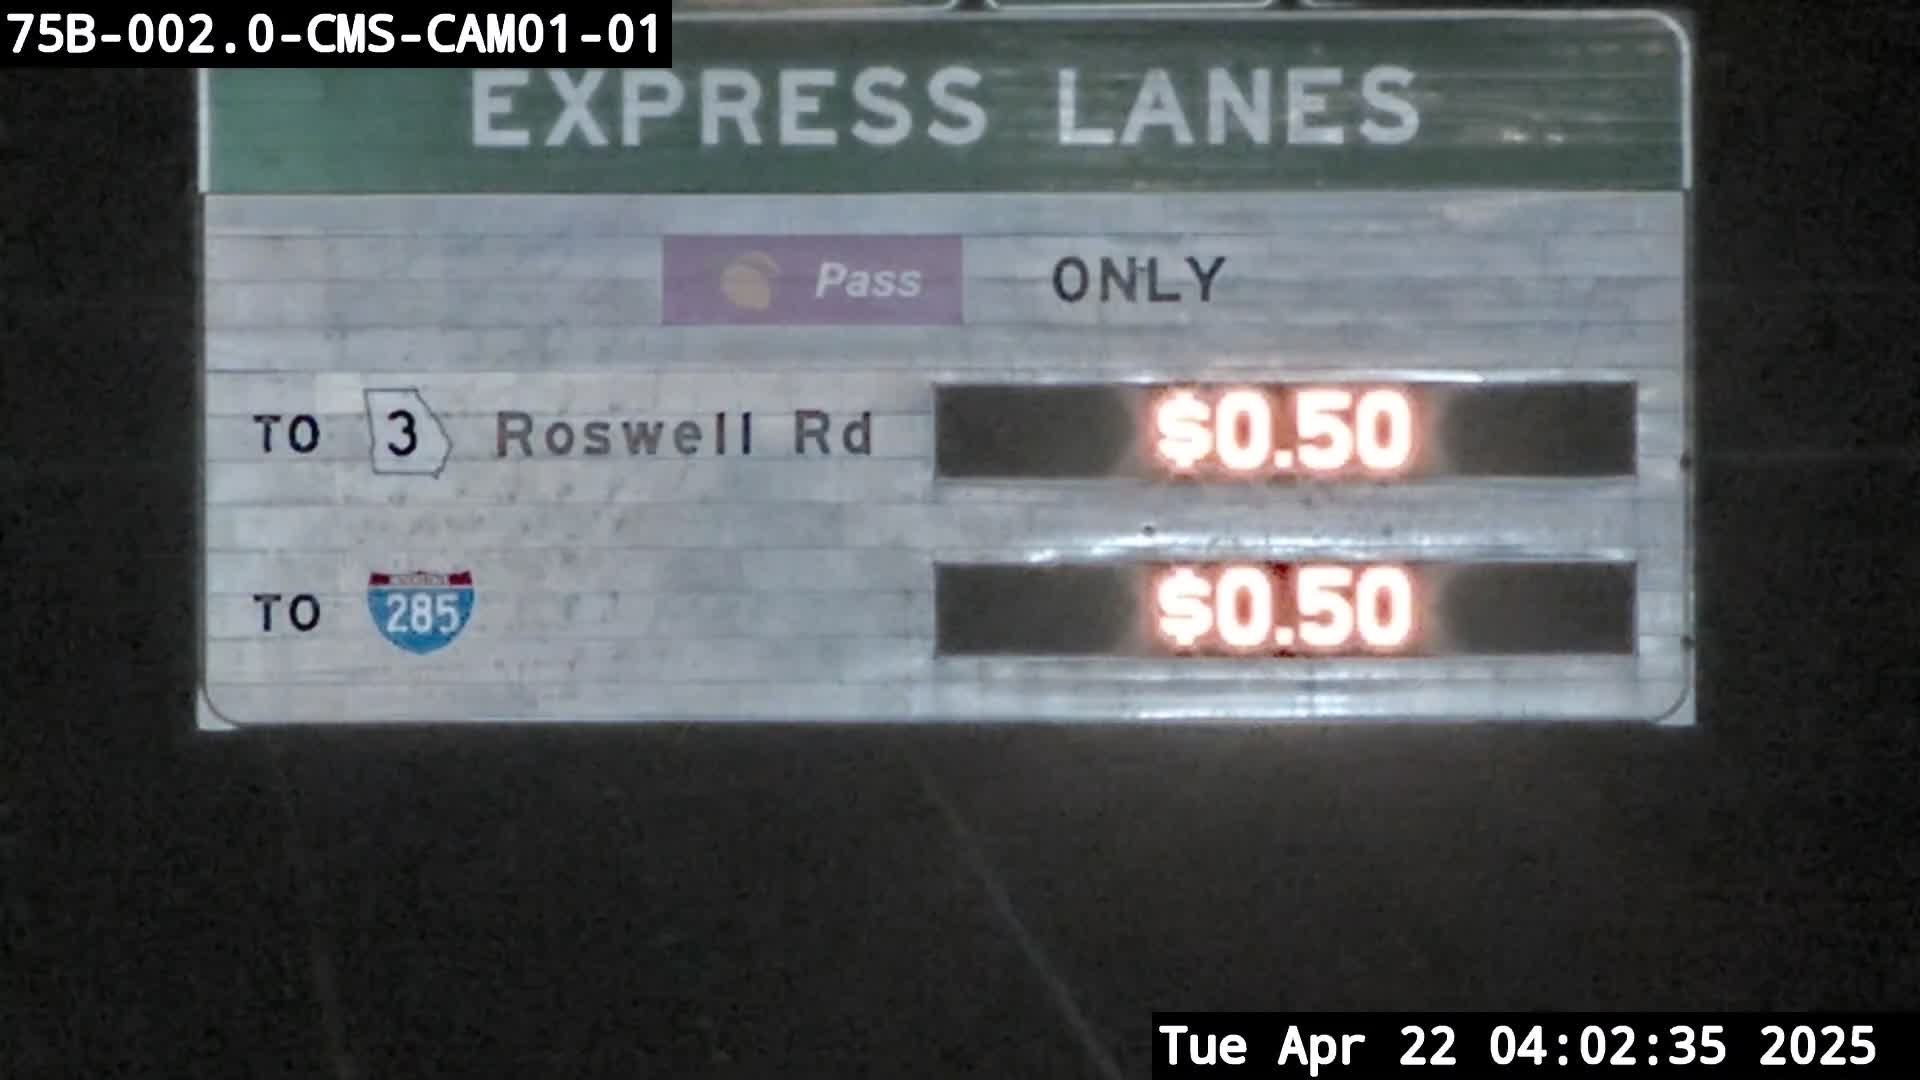 75B-002.0-CMS-CAM01-01
EXPRESS LANES
Pass ONLY
TO 3 Roswell Rd $0.50
TO 285 $0.50
Tue Apr 22 04:02:35 2025